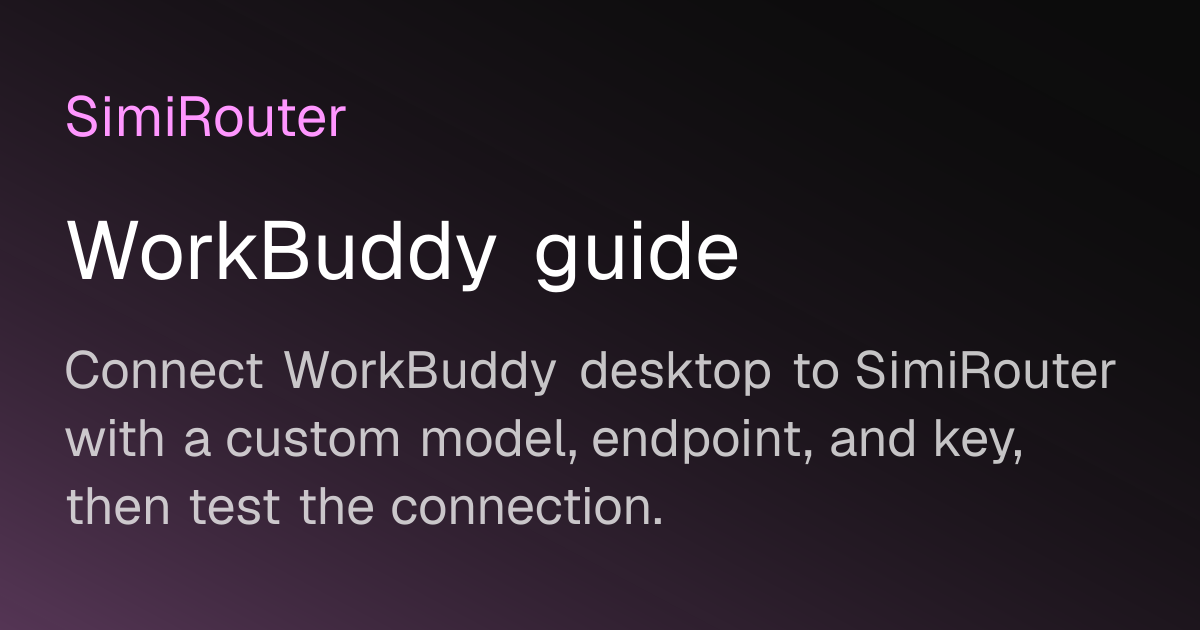 SimiRouter
WorkBuddy guide
Connect WorkBuddy desktop to SimiRouter
with a custom model, endpoint, and key,
then test the connection.